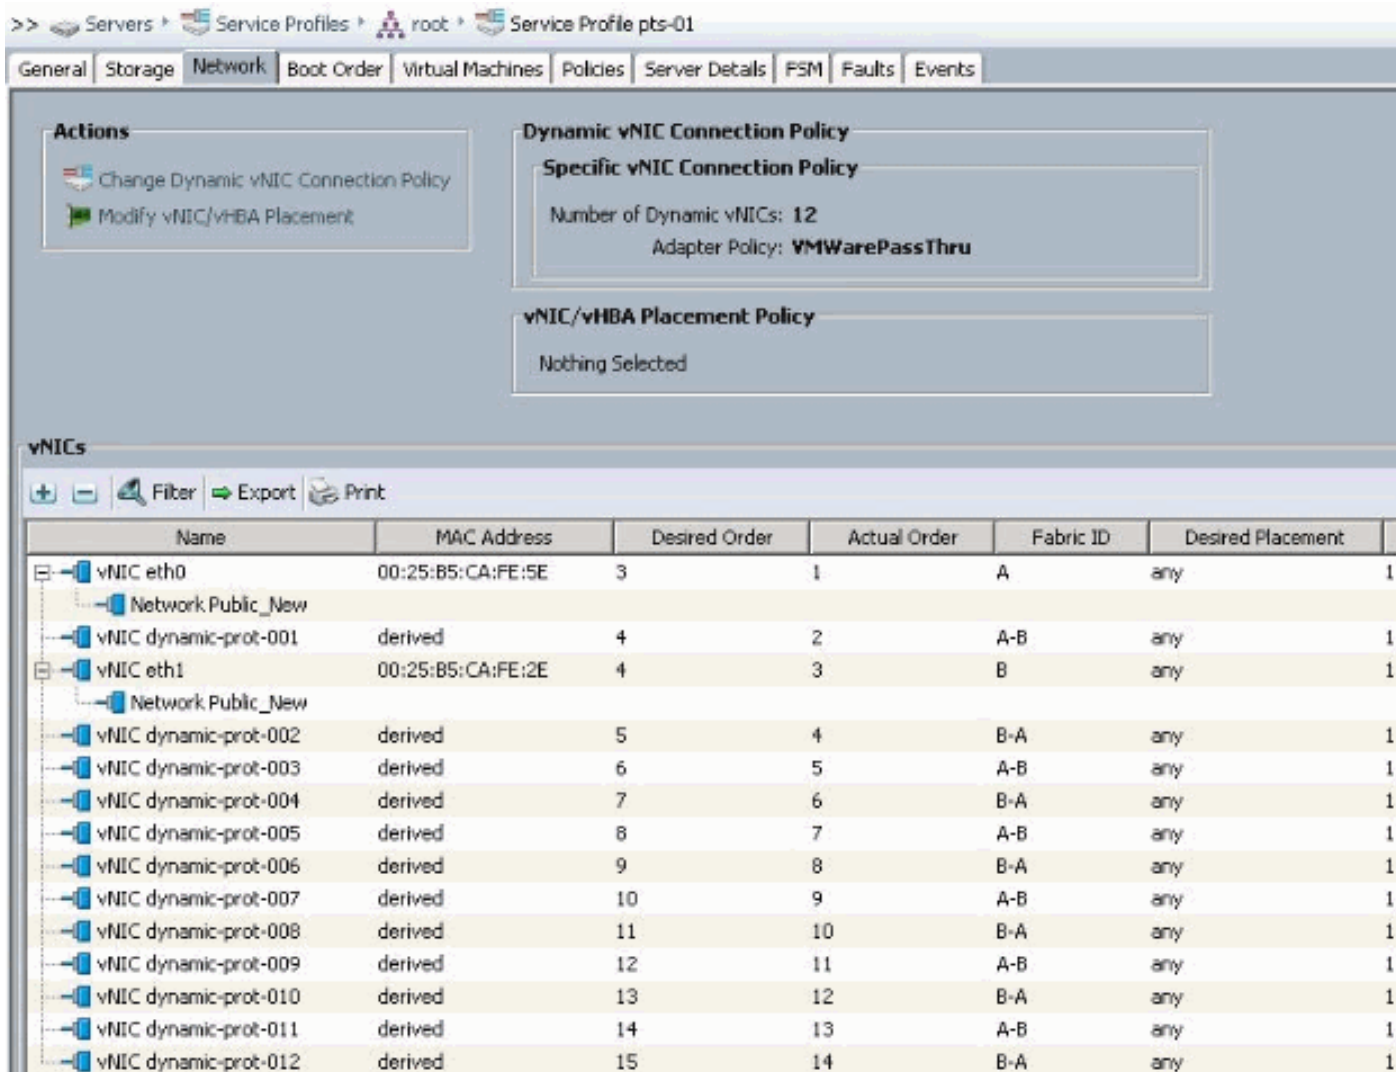 >> Servers Service Profiles root Service Profile pts-01
General Storage Network Boot Order Virtual Machines Policies Server Details FSM Faults Events
Actions
Change Dynamic vNIC Connection Policy
Modify vNIC/vHBA Placement
Dynamic vNIC Connection Policy
Specific vNIC Connection Policy
Number of Dynamic vNICs: 12
Adapter Policy: VMWarePassThru
vNIC/vHBA Placement Policy
Nothing Selected
vNICs
Filter Export Print
Name MAC Address Desired Order Actual Order Fabric ID Desired Placement
vNIC eth0 00:25:B5:CA:FE:5E 3 1 A any 1
Network Public_New
vNIC dynamic-prot-001 derived 4 2 A-B any 1
vNIC eth1 00:25:B5:CA:FE:2E 4 3 B any 1
Network Public_New
vNIC dynamic-prot-002 derived 5 4 B-A any 1
vNIC dynamic-prot-003 derived 6 5 A-B any 1
vNIC dynamic-prot-004 derived 7 6 B-A any 1
vNIC dynamic-prot-005 derived 8 7 A-B any 1
vNIC dynamic-prot-006 derived 9 8 B-A any 1
vNIC dynamic-prot-007 derived 10 9 A-B any 1
vNIC dynamic-prot-008 derived 11 10 B-A any 1
vNIC dynamic-prot-009 derived 12 11 A-B any 1
vNIC dynamic-prot-010 derived 13 12 B-A any 1
vNIC dynamic-prot-011 derived 14 13 A-B any 1
vNIC dynamic-prot-012 derived 15 14 B-A any 1